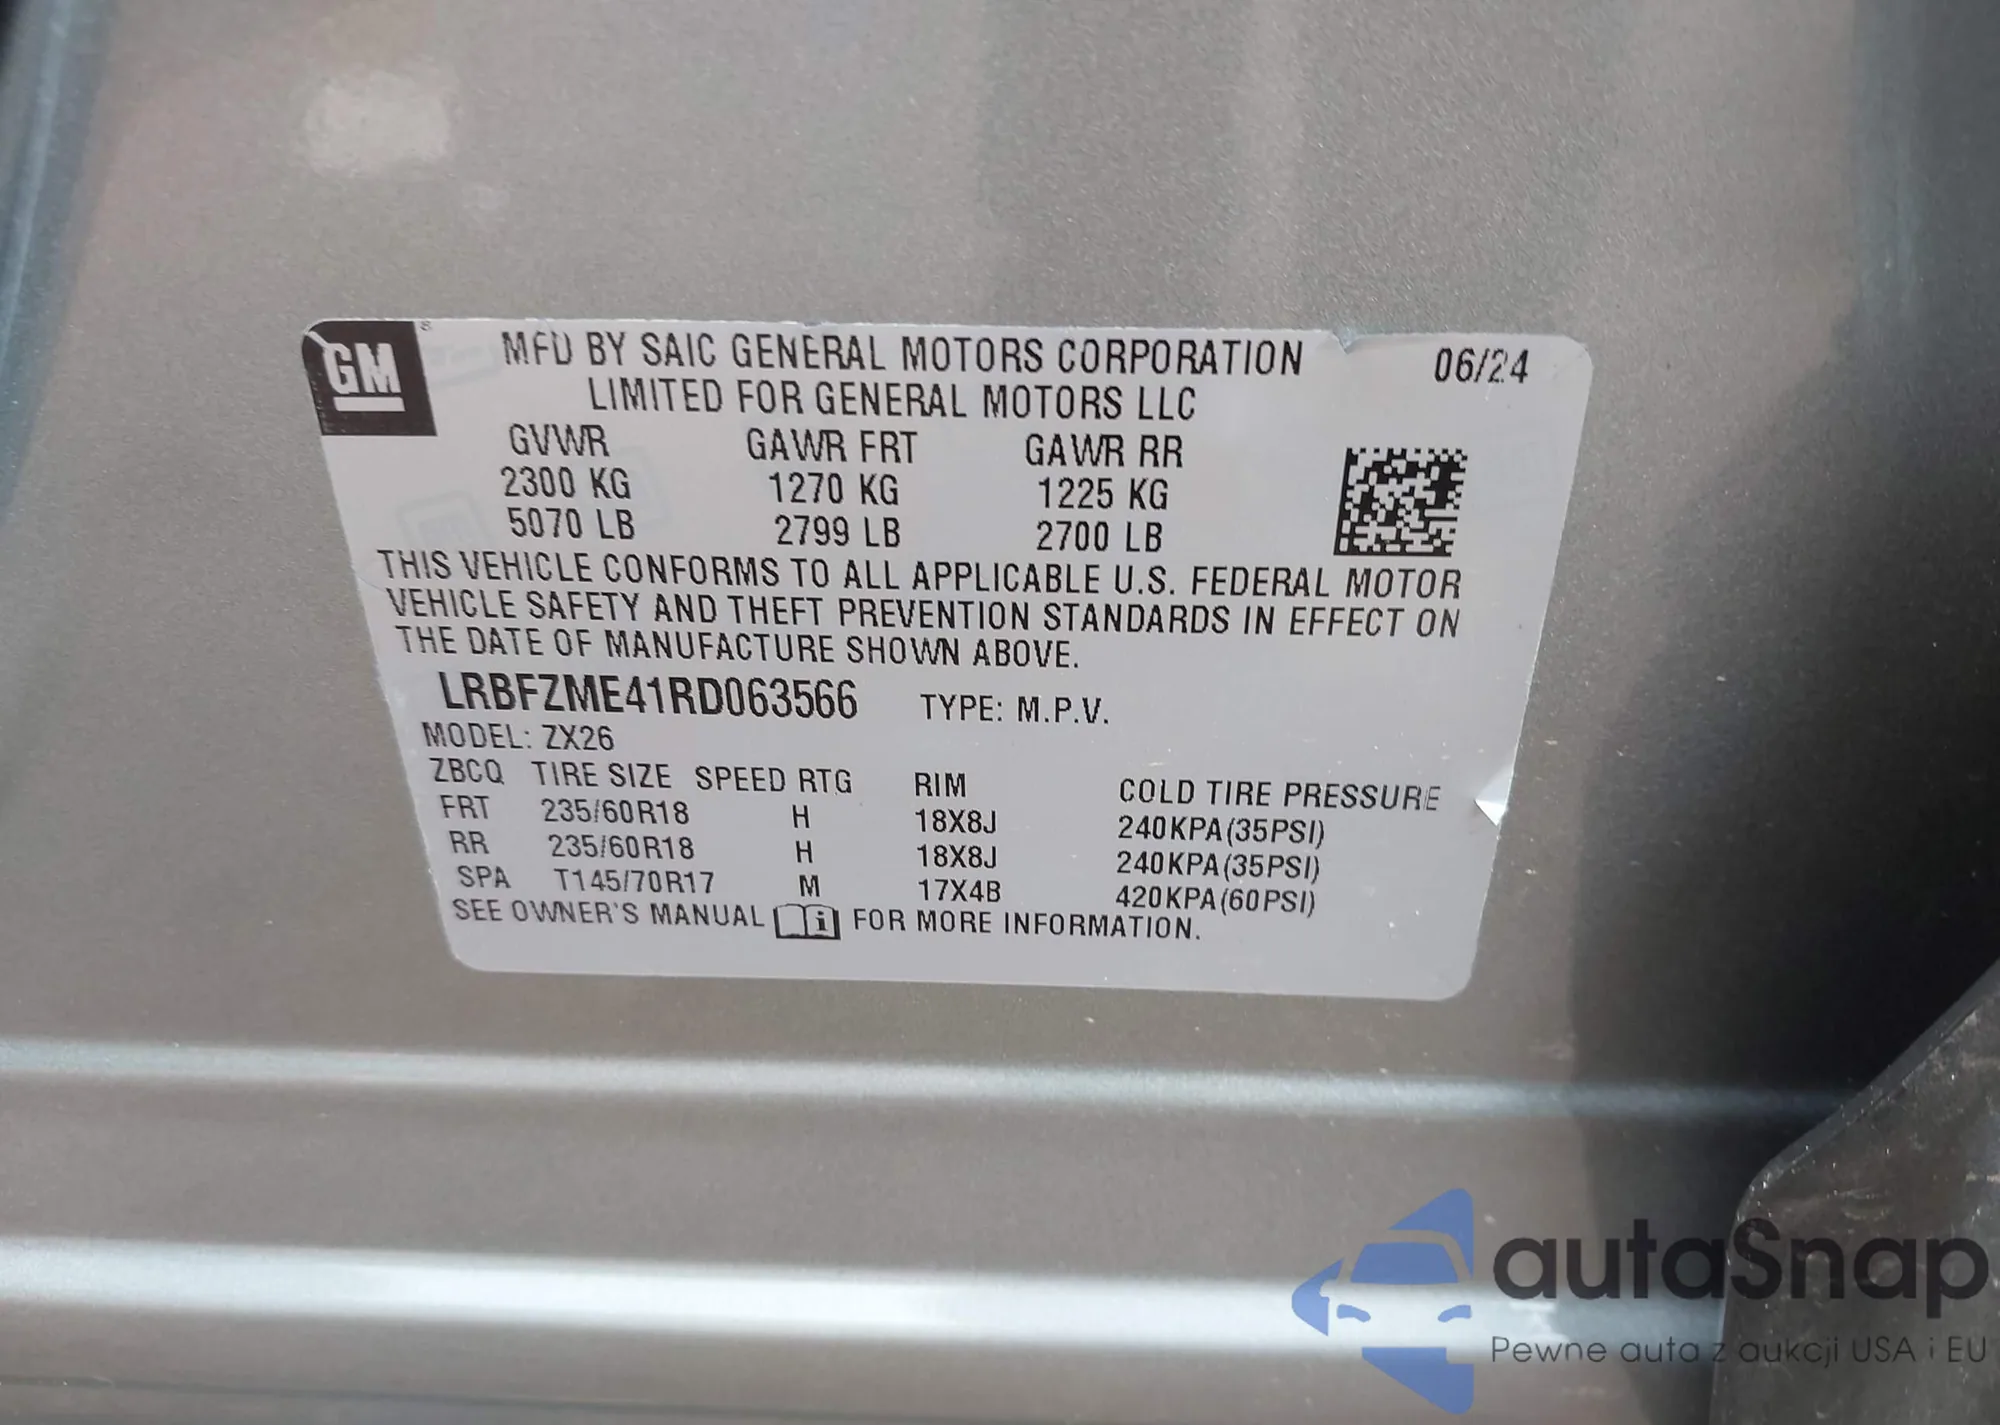 GM
MFD BY SAIC GENERAL MOTORS CORPORATION 06/24
LIMITED FOR GENERAL MOTORS LLC
GVWR GAWR FRT GAWR RR
2300 KG 1270 KG 1225 KG
5070 LB 2799 LB 2700 LB
THIS VEHICLE CONFORMS TO ALL APPLICABLE U.S. FEDERAL MOTOR
VEHICLE SAFETY AND THEFT PREVENTION STANDARDS IN EFFECT ON
THE DATE OF MANUFACTURE SHOWN ABOVE.
LRBFZME41RD063566 TYPE: M.P.V.
MODEL: ZX26
ZBCQ TIRE SIZE SPEED RTG RIM COLD TIRE PRESSURE
FRT 235/60R18 H 18X8J 240KPA(35PSI)
RR 235/60R18 H 18X8J 240KPA(35PSI)
SPA T145/70R17 M 17X4B 420KPA(60PSI)
SEE OWNER'S MANUAL i FOR MORE INFORMATION.
autaSnap
Pewne auta z aukcji USA i EU